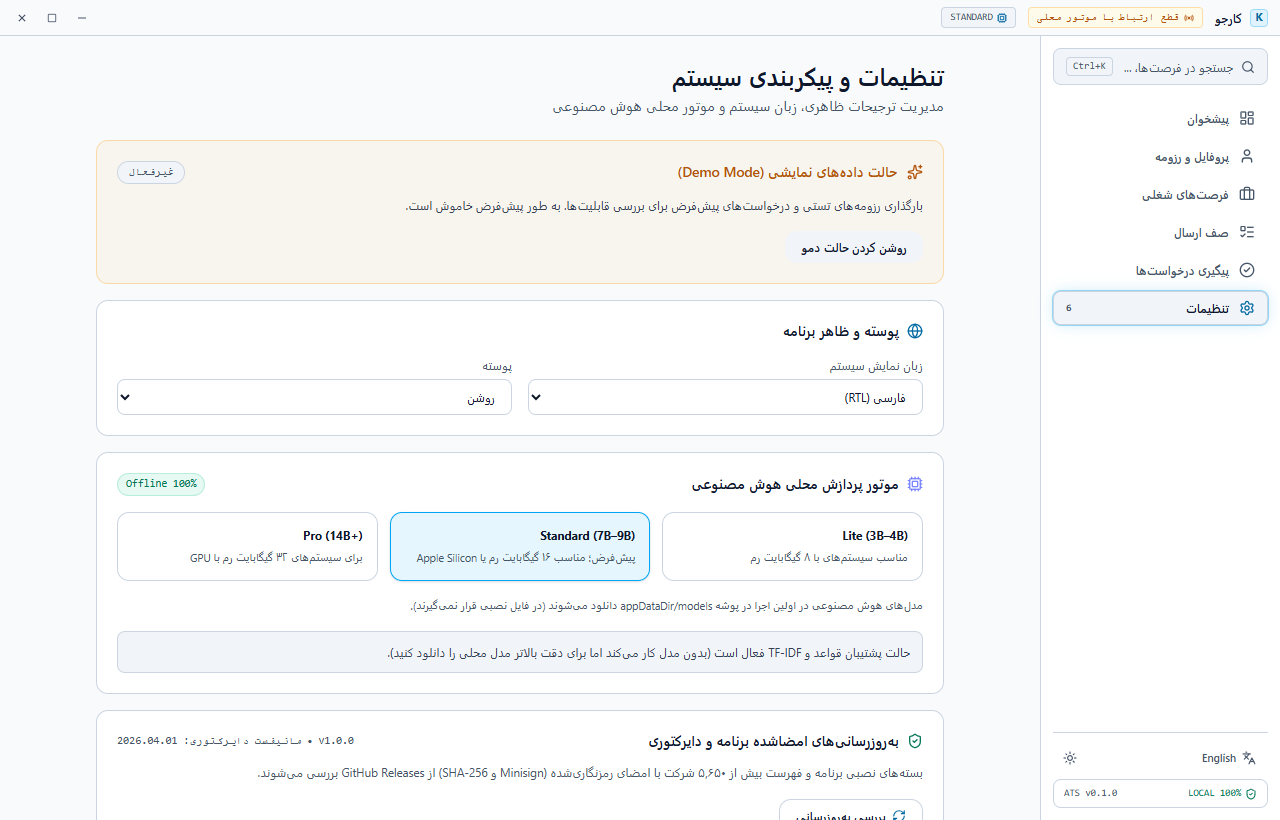 K کارجو
قطع ارتباط با موتور محلی
STANDARD
جستجو در فرصت‌ها، ...
Ctrl+K
پیشخوان
پروفایل و رزومه
فرصت‌های شغلی
صف ارسال
پیگیری درخواست‌ها
تنظیمات 6
English
LOCAL 100%
ATS v0.1.0
تنظیمات و پیکربندی سیستم
مدیریت ترجیحات ظاهری، زبان سیستم و موتور محلی هوش مصنوعی
حالت داده‌های نمایشی (Demo Mode)
غیرفعال
بارگذاری رزومه‌های تستی و درخواست‌های پیش‌فرض برای بررسی قابلیت‌ها. به طور پیش‌فرض خاموش است.
روشن کردن حالت دمو
پوسته و ظاهر برنامه
زبان نمایش سیستم
پوسته
فارسی (RTL)
روشن
موتور پردازش محلی هوش مصنوعی
Offline 100%
Lite (3B–4B)
مناسب سیستم‌های با ۸ گیگابایت رم
Standard (7B–9B)
پیش‌فرض؛ مناسب ۱۶ گیگابایت رم یا Apple Silicon
Pro (14B+)
برای سیستم‌های ۳۲ گیگابایت رم با GPU
مدل‌های هوش مصنوعی در اولین اجرا در پوشه appDataDir/models دانلود می‌شوند (در فایل نصبی قرار نمی‌گیرند).
حالت پشتیبان قواعد و TF-IDF فعال است (بدون مدل کار می‌کند اما برای دقت بالاتر مدل محلی را دانلود کنید).
به‌روزرسانی‌های امضاشده برنامه و دایرکتوری
v1.0.0 • مانیفست دایرکتوری: 2026.04.01
بسته‌های نصبی برنامه و فهرست بیش از ۵,۶۵۰ شرکت با امضای رمزنگاری‌شده (Minisign و SHA-256) از GitHub Releases بررسی می‌شوند.
بررسی به‌روزرسانی